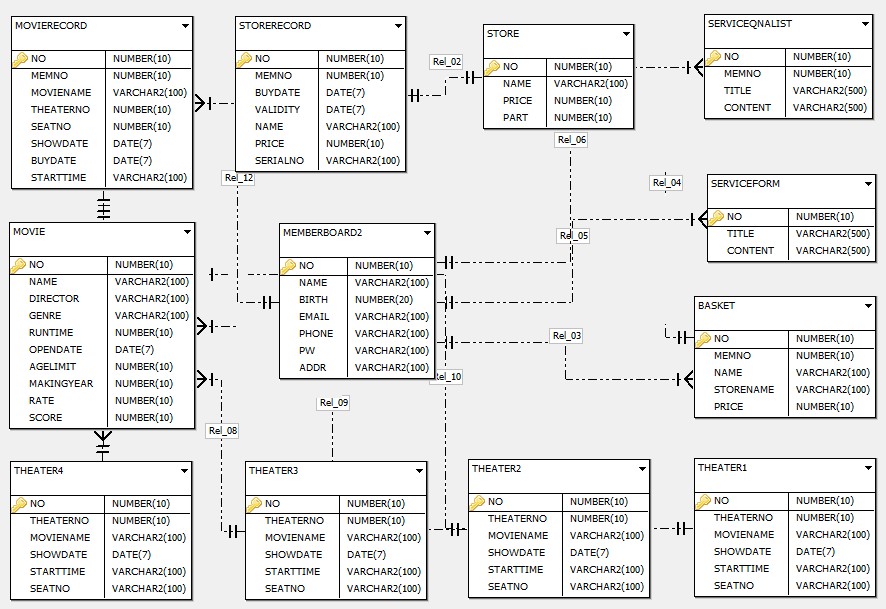 MOVIERECORD
NO NUMBER(10)
MEMNO NUMBER(10)
MOVIENAME VARCHAR2(100)
THEATERNO NUMBER(10)
SEATNO NUMBER(10)
SHOWDATE DATE(7)
BUYDATE DATE(7)
STARTTIME VARCHAR2(100)
STORERECORD
NO NUMBER(10)
MEMNO NUMBER(10)
BUYDATE DATE(7)
VALIDITY DATE(7)
NAME VARCHAR2(100)
PRICE NUMBER(10)
SERIALNO VARCHAR2(100)
Rel_02
STORE
NO NUMBER(10)
NAME VARCHAR2(100)
PRICE NUMBER(10)
PART NUMBER(10)
SERVICEQNALIST
NO NUMBER(10)
MEMNO NUMBER(10)
TITLE VARCHAR2(500)
CONTENT VARCHAR2(500)
Rel_06
Rel_12
Rel_04
SERVICEFORM
NO NUMBER(10)
TITLE VARCHAR2(500)
CONTENT VARCHAR2(500)
MOVIE
NO NUMBER(10)
NAME VARCHAR2(100)
DIRECTOR VARCHAR2(100)
GENRE VARCHAR2(100)
RUNTIME NUMBER(10)
OPENDATE DATE(7)
AGELIMIT NUMBER(10)
MAKINGYEAR NUMBER(10)
RATE NUMBER(10)
SCORE NUMBER(10)
MEMBERBOARD2
NO NUMBER(10)
NAME VARCHAR2(100)
BIRTH NUMBER(20)
EMAIL VARCHAR2(100)
PHONE VARCHAR2(100)
PW VARCHAR2(100)
ADDR VARCHAR2(100)
Rel_05
Rel_03
BASKET
NO NUMBER(10)
MEMNO NUMBER(10)
NAME VARCHAR2(100)
STORENAME VARCHAR2(100)
PRICE NUMBER(10)
Rel_10
Rel_09
Rel_08
THEATER4
NO NUMBER(10)
THEATERNO NUMBER(10)
MOVIENAME VARCHAR2(100)
SHOWDATE DATE(7)
STARTTIME VARCHAR2(100)
SEATNO VARCHAR2(100)
THEATER3
NO NUMBER(10)
THEATERNO NUMBER(10)
MOVIENAME VARCHAR2(100)
SHOWDATE DATE(7)
STARTTIME VARCHAR2(100)
SEATNO VARCHAR2(100)
THEATER2
NO NUMBER(10)
THEATERNO NUMBER(10)
MOVIENAME VARCHAR2(100)
SHOWDATE DATE(7)
STARTTIME VARCHAR2(100)
SEATNO VARCHAR2(100)
THEATER1
NO NUMBER(10)
THEATERNO NUMBER(10)
MOVIENAME VARCHAR2(100)
SHOWDATE DATE(7)
STARTTIME VARCHAR2(100)
SEATNO VARCHAR2(100)